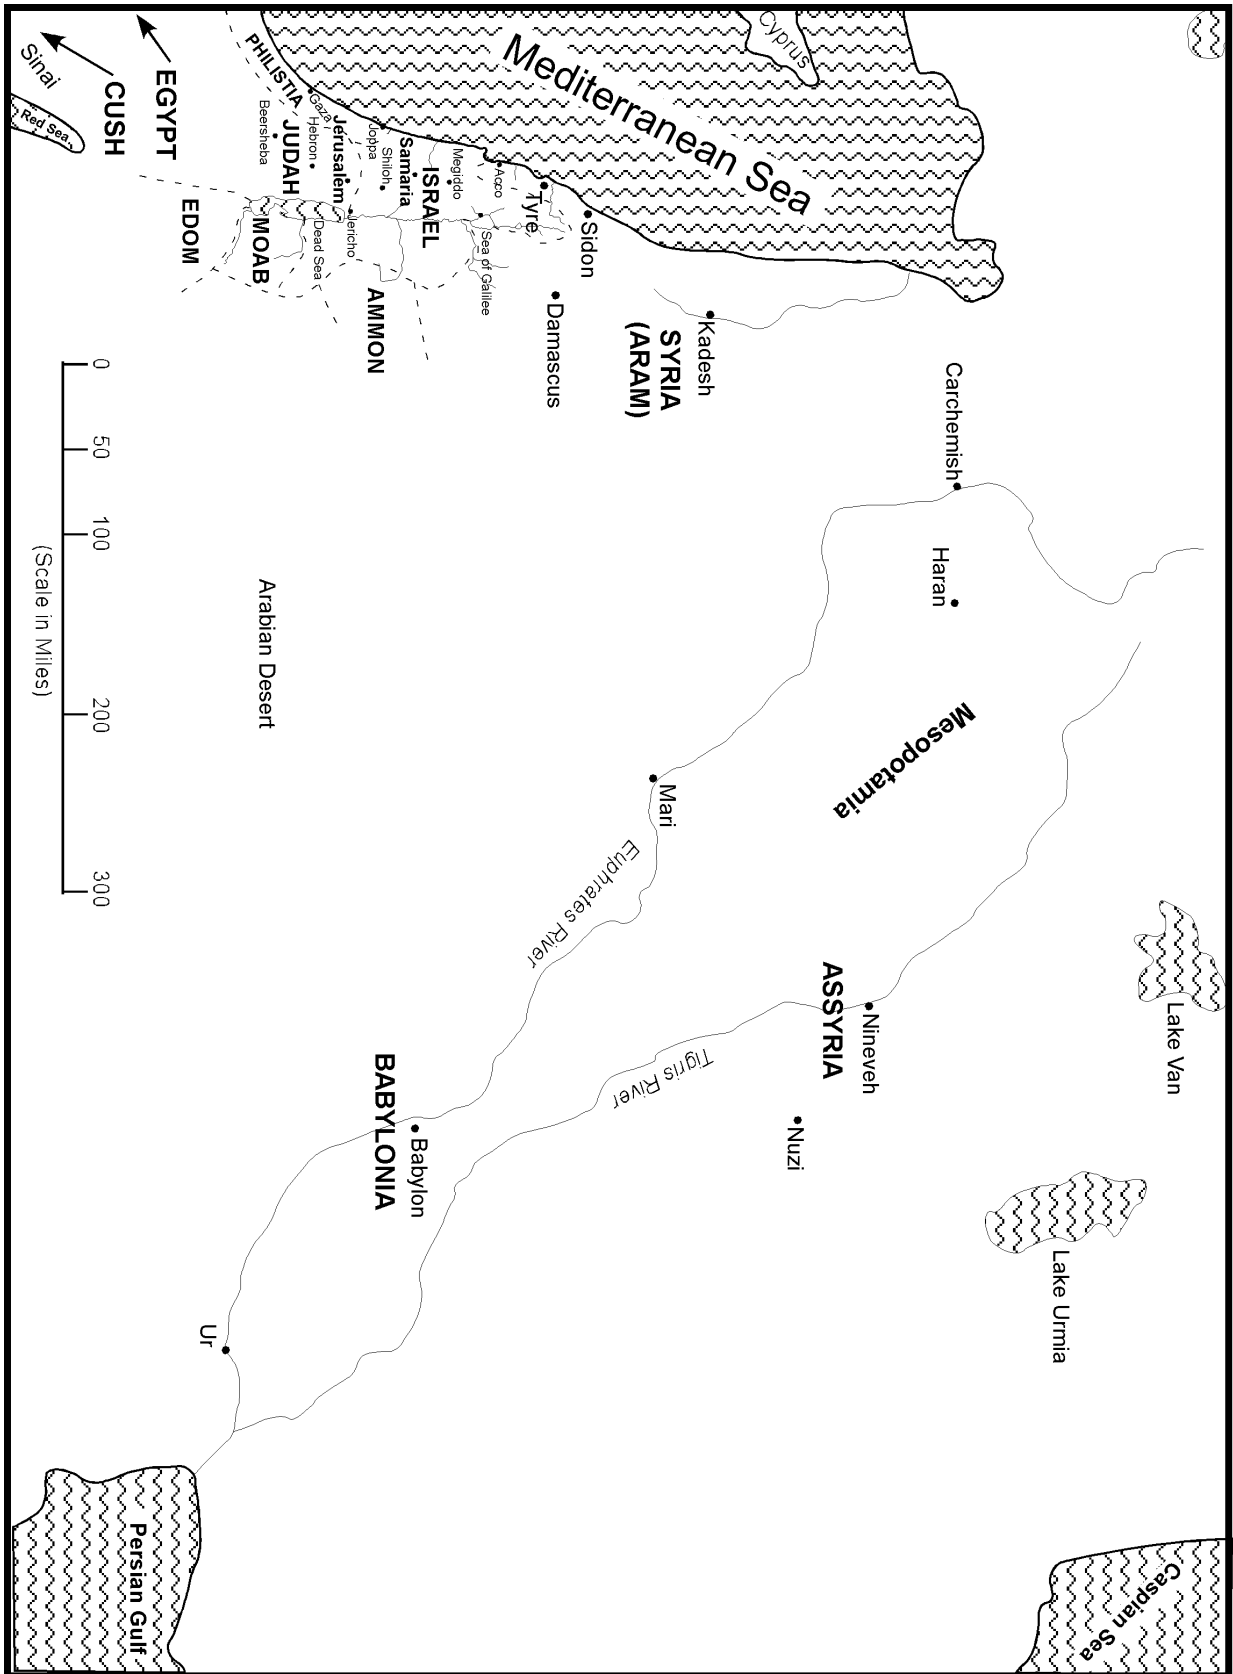 Mediterranean Sea
Cyprus
Caspian Sea
Lake Van
Lake Urmia
Carchemish
Haran
Mesopotamia
Nineveh
ASSYRIA
Nuzi
Tigris River
Kadesh
SYRIA
(ARAM)
Mari
Euphrates River
Sidon
Damascus
Tyre
Acco
Sea of Galilee
Megiddo
ISRAEL
Samaria
Shiloh
Joppa
AMMON
Babylon
BABYLONIA
Jericho
Jerusalem
Dead Sea
Gaza
Hebron
PHILISTIA
JUDAH
Beersheba
MOAB
Arabian Desert
Ur
EDOM
EGYPT
CUSH
Sinai
Red Sea
Persian Gulf
0 50 100 200 300
(Scale in Miles)